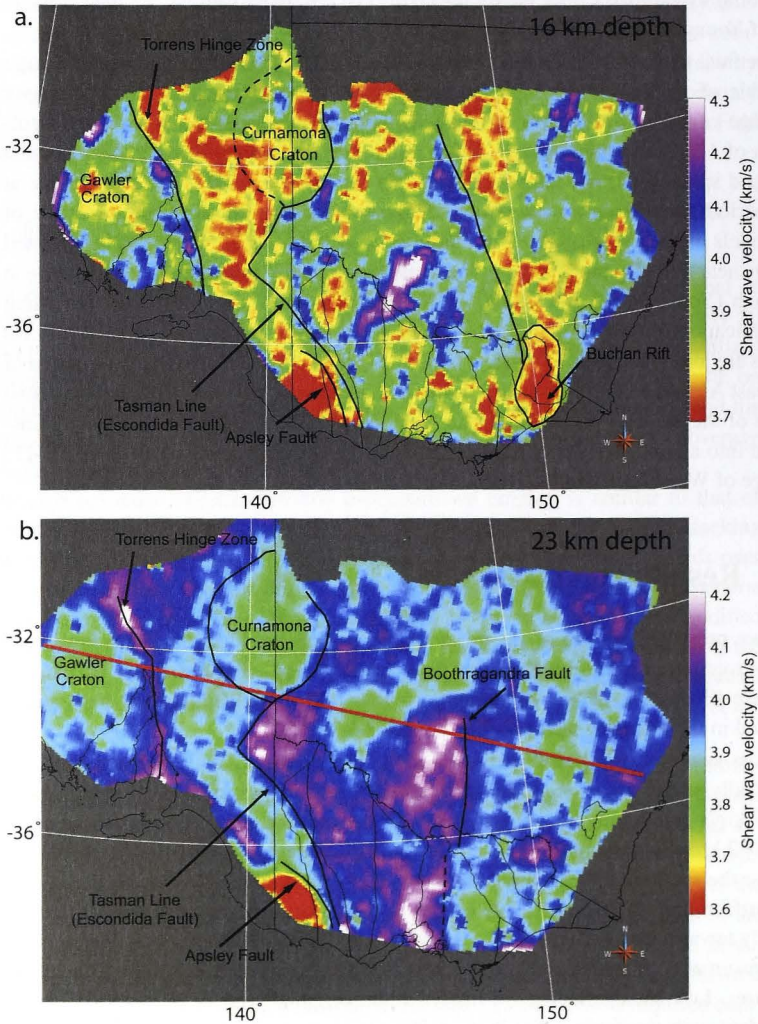 a.
16 km depth
Torrens Hinge Zone
Curnamona
Craton
Gawler
Craton
-32°
-36°
Buchan Rift
Tasman Line
(Escondida Fault)
Apsley Fault
N
W E
S
140°
150°
4.3
4.2
4.1
4.0
3.9
3.8
3.7
Shear wave velocity (km/s)
b.
23 km depth
Torrens Hinge Zone
Curnamona
Craton
Gawler
Craton
Boothragandra Fault
-32°
-36°
Tasman Line
(Escondida Fault)
Apsley Fault
N
W E
S
140°
150°
4.2
4.1
4.0
3.9
3.8
3.7
3.6
Shear wave velocity (km/s)